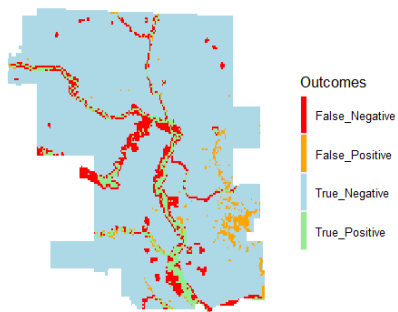 Outcomes
False_Negative
False_Positive
True_Negative
True_Positive